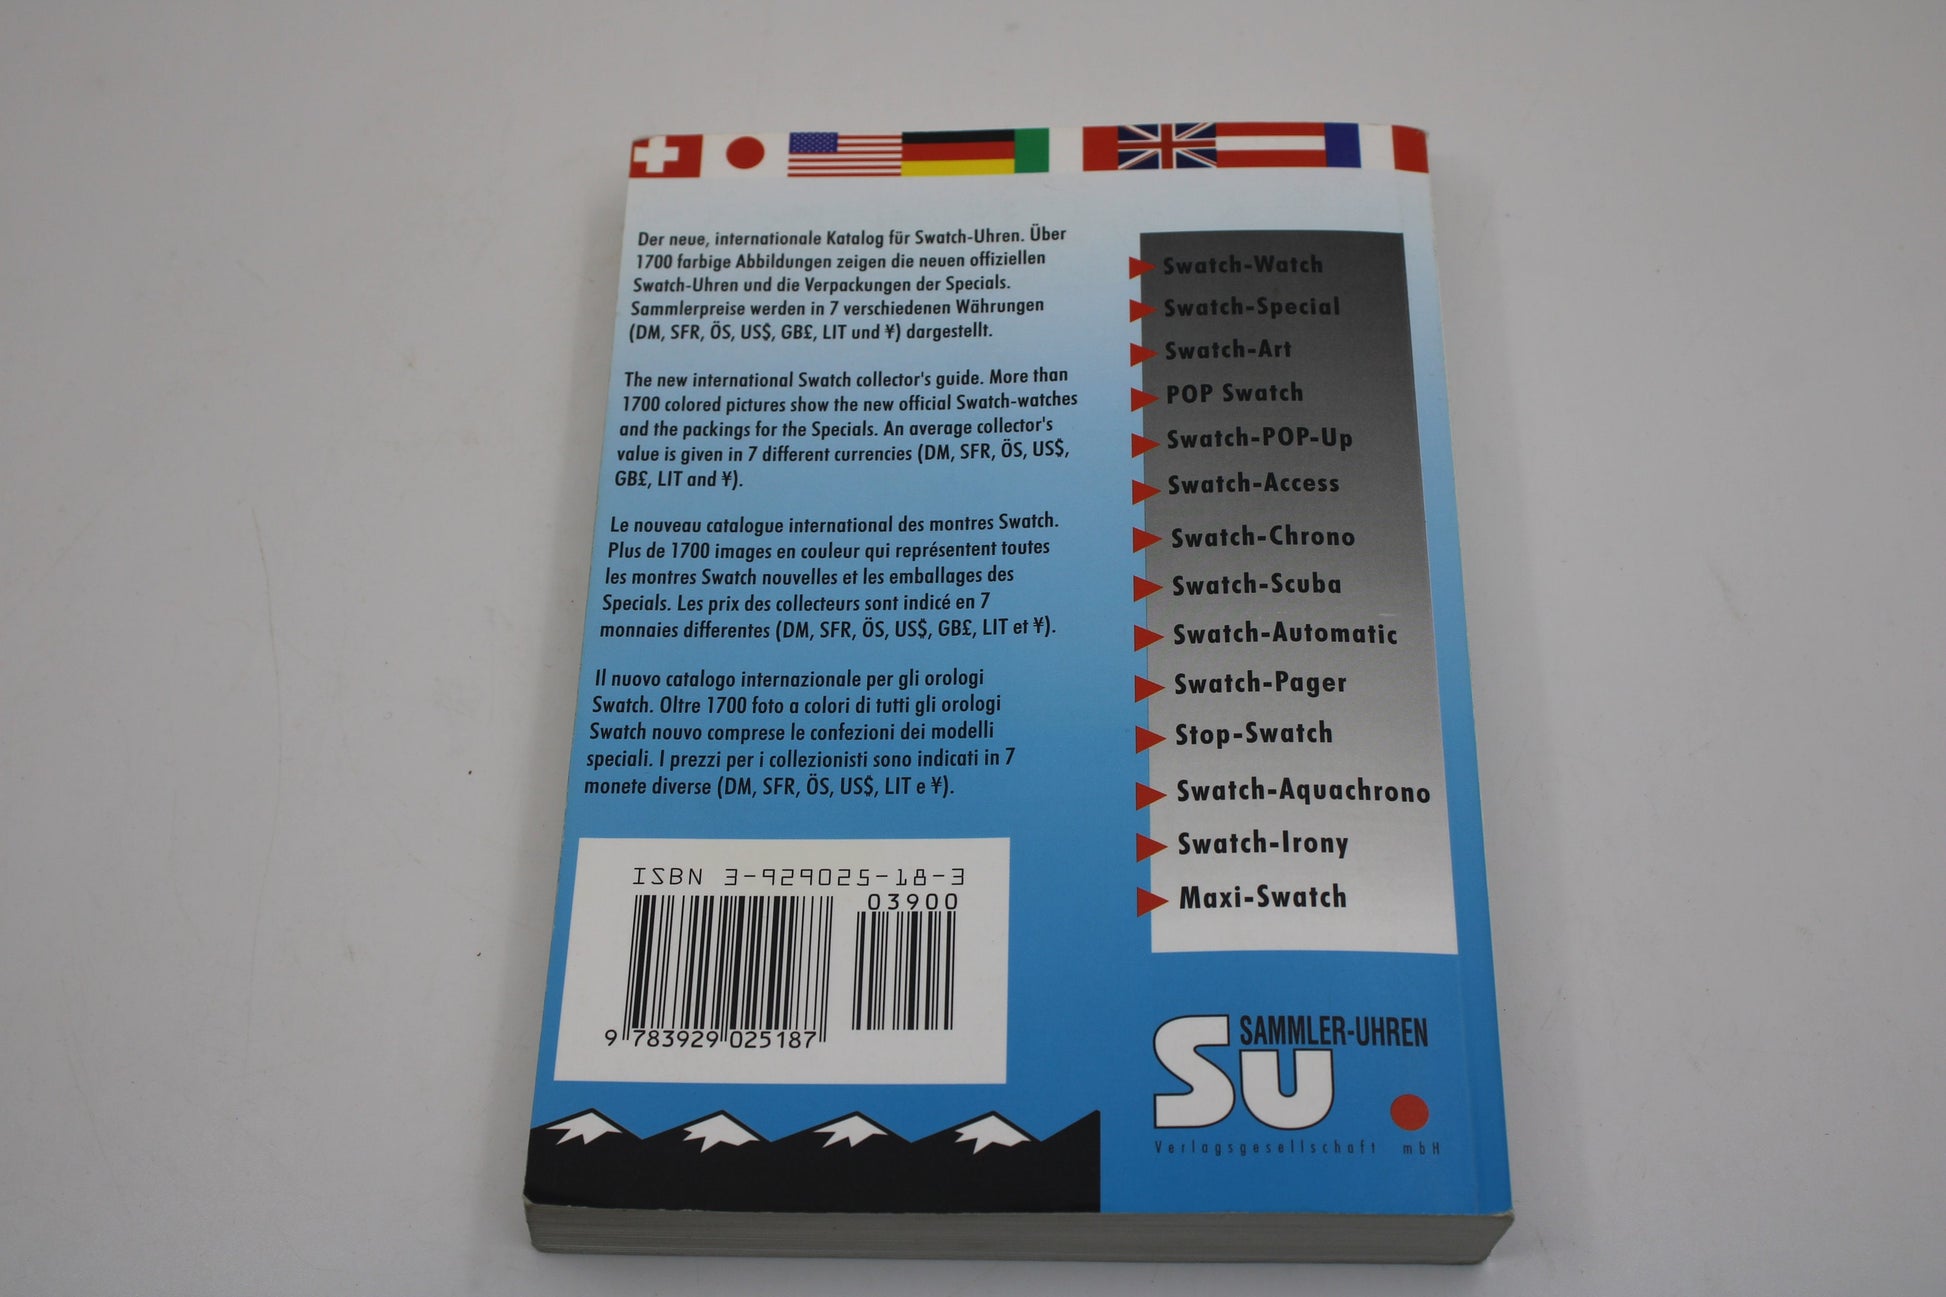 Der neue, internationale Katalog für Swatch-Uhren. Über
1700 farbige Abbildungen zeigen die neuen offiziellen
Swatch-Uhren und die Verpackungen der Specials.
Sammlerpreise werden in 7 verschiedenen Währungen
(DM, SFR, ÖS, US$, GB£, LIT und ¥) dargestellt.
The new international Swatch collector's guide. More than
1700 colored pictures show the new official Swatch-watches
and the packings for the Specials. An average collector's
value is given in 7 different currencies (DM, SFR, ÖS, US$,
GB£, LIT and ¥).
Le nouveau catalogue international des montres Swatch.
Plus de 1700 images en couleur qui représentent toutes
les montres Swatch nouvelles et les emballages des
Specials. Les prix des collecteurs sont indicé en 7
monnaies differentes (DM, SFR, ÖS, US$, GB£, LIT et ¥).
Il nuovo catalogo internazionale per gli orologi
Swatch. Oltre 1700 foto a colori di tutti gli orologi
Swatch nouvo comprese le confezioni dei modelli
speciali. I prezzi per i collezionisti sono indicati in 7
monete diverse (DM, SFR, ÖS, US$, LIT e ¥).
ISBN 3-929025-18-3
03900
9 783929 025187
Swatch-Watch
Swatch-Special
Swatch-Art
POP Swatch
Swatch-POP-Up
Swatch-Access
Swatch-Chrono
Swatch-Scuba
Swatch-Automatic
Swatch-Pager
Stop-Swatch
Swatch-Aquachrono
Swatch-Irony
Maxi-Swatch
SAMMLER-UHREN
SU
Verlagsgesellschaft mbH